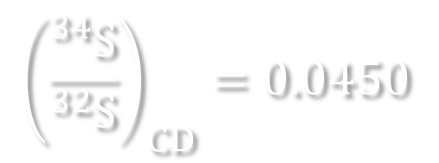 (³⁴S / ³²S)CD = 0.0450